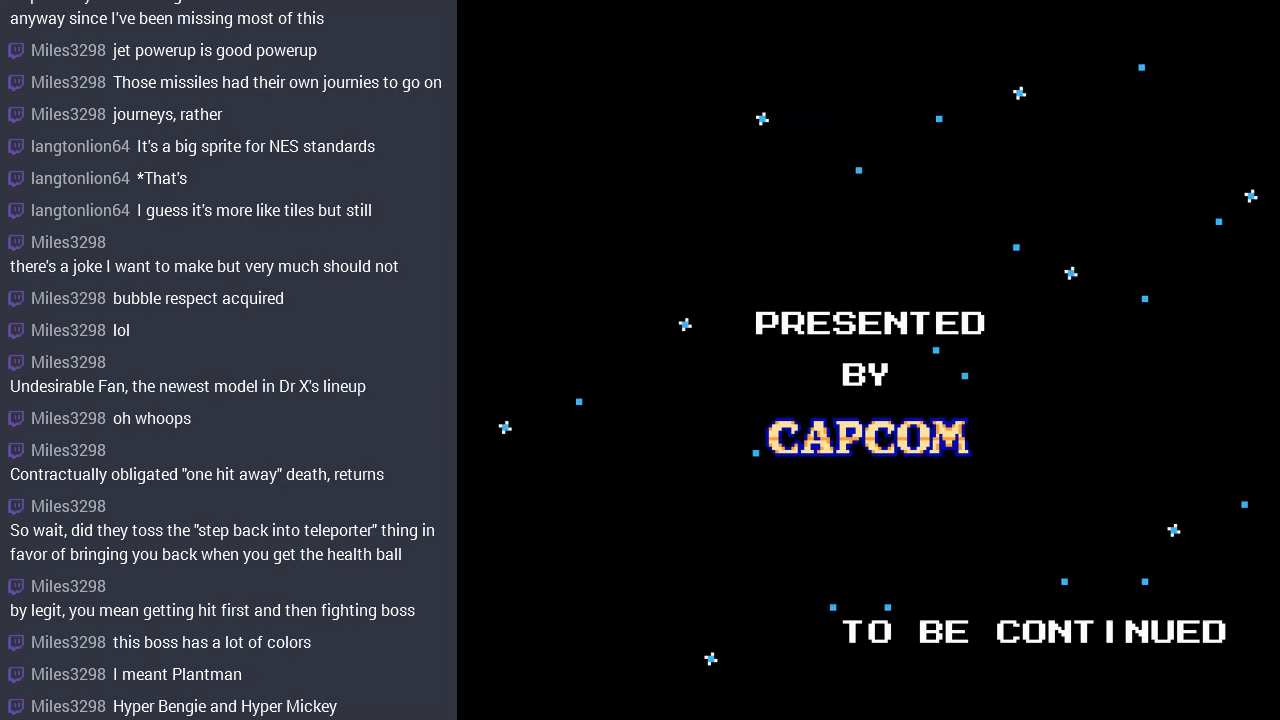 anyway since I've been missing most of this
Miles3298 jet powerup is good powerup
Miles3298 Those missiles had their own journies to go on
Miles3298 journeys, rather
langtonlion64 It's a big sprite for NES standards
langtonlion64 *That's
langtonlion64 I guess it's more like tiles but still
Miles3298
there's a joke I want to make but very much should not
Miles3298 bubble respect acquired
Miles3298 lol
Miles3298
Undesirable Fan, the newest model in Dr X's lineup
Miles3298 oh whoops
Miles3298
Contractually obligated "one hit away" death, returns
Miles3298
So wait, did they toss the "step back into teleporter" thing in
favor of bringing you back when you get the health ball
Miles3298
by legit, you mean getting hit first and then fighting boss
Miles3298 this boss has a lot of colors
Miles3298 I meant Plantman
Miles3298 Hyper Bengie and Hyper Mickey
PRESENTED
BY
CAPCOM
TO BE CONTINUED